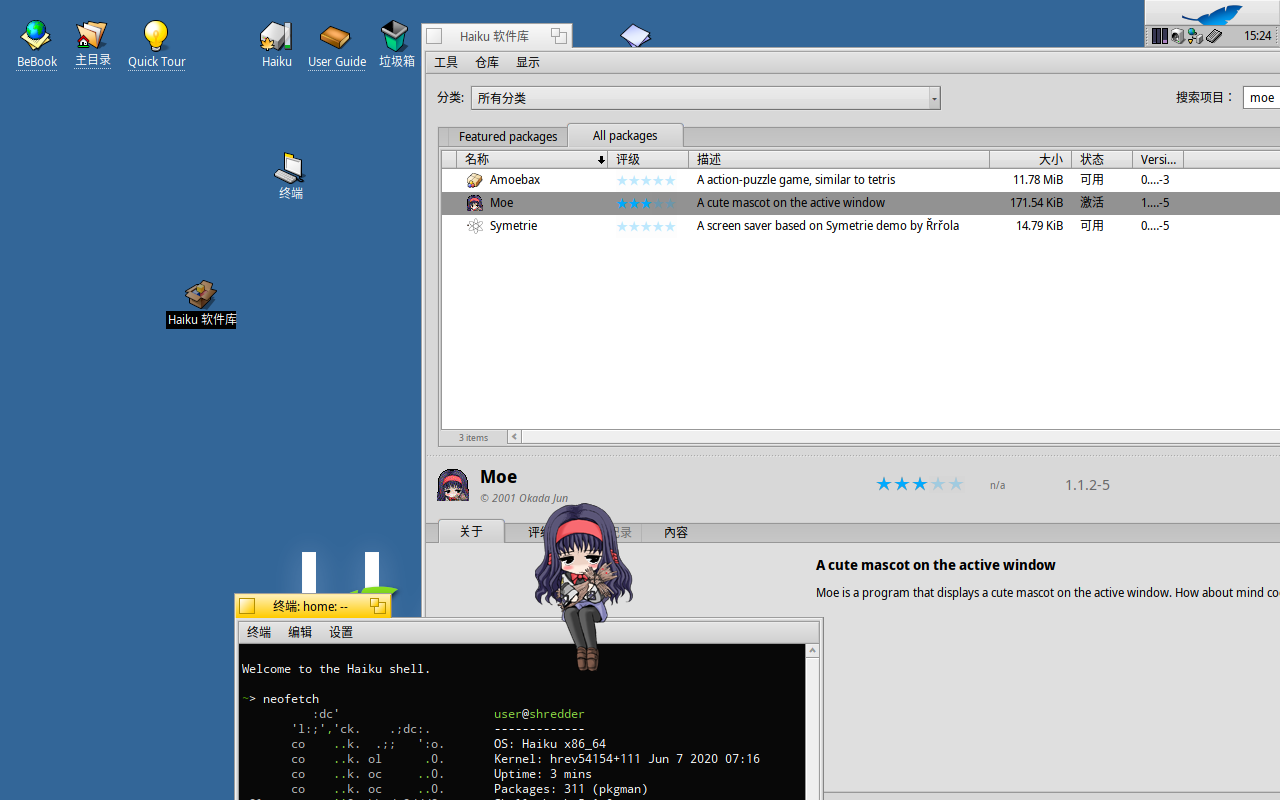 BeBook
主目录
Quick Tour
Haiku
User Guide
垃圾箱
终端
Haiku 软件库
15:24
Haiku 软件库
工具 仓库 显示
分类: 所有分类 搜索项目： moe
Featured packages All packages
名称 评级 描述 大小 状态 Versi...
Amoebax A action-puzzle game, similar to tetris 11.78 MiB 可用 0....-3
Moe A cute mascot on the active window 171.54 KiB 激活 1....-5
Symetrie A screen saver based on Symetrie demo by Řrřola 14.79 KiB 可用 0....-5
3 items
Moe
© 2001 Okada Jun
n/a 1.1.2-5
关于 内容
A cute mascot on the active window
Moe is a program that displays a cute mascot on the active window. How about mind co
终端: home: --
终端 编辑 设置
Welcome to the Haiku shell.
~> neofetch
:dc' user@shredder
'l:;','ck. .;dc:. -------------
co ..k. .;; ':o. OS: Haiku x86_64
co ..k. ol .0. Kernel: hrev54154+111 Jun 7 2020 07:16
co ..k. oc ..0. Uptime: 3 mins
co ..k. oc ..0. Packages: 311 (pkgman)